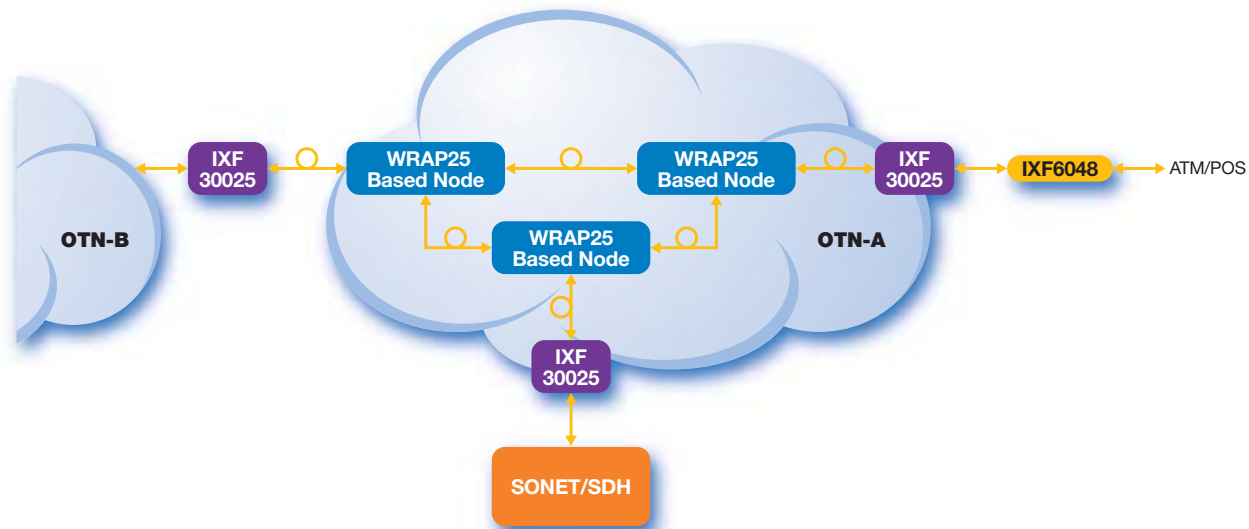 IXF
30025
WRAP25
Based Node
WRAP25
Based Node
IXF
30025
IXF6048
ATM/POS
OTN-B
WRAP25
Based Node
OTN-A
IXF
30025
SONET/SDH